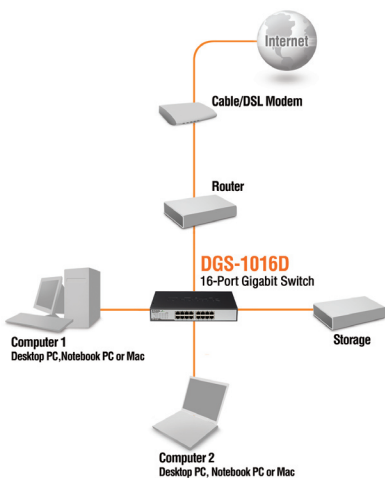 Internet
Cable/DSL Modem
Router
DGS-1016D
16-Port Gigabit Switch
Computer 1
Desktop PC,Notebook PC or Mac
Storage
Computer 2
Desktop PC, Notebook PC or Mac